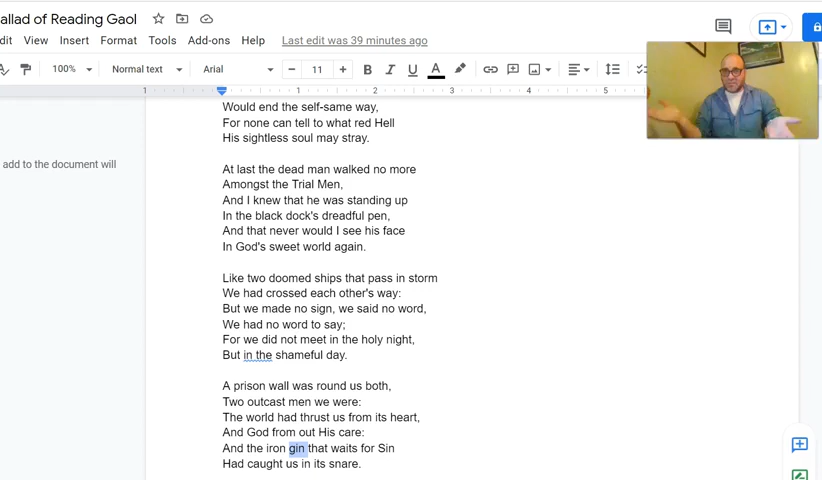 allad of Reading Gaol
dit View Insert Format Tools Add-ons Help Last edit was 39 minutes ago
100% Normal text Arial 11 B I U A
1 1 2 3 4 5
Would end the self-same way,
For none can tell to what red Hell
His sightless soul may stray.
add to the document will
At last the dead man walked no more
Amongst the Trial Men,
And I knew that he was standing up
In the black dock's dreadful pen,
And that never would I see his face
In God's sweet world again.
Like two doomed ships that pass in storm
We had crossed each other's way:
But we made no sign, we said no word,
We had no word to say;
For we did not meet in the holy night,
But in the shameful day.
A prison wall was round us both,
Two outcast men we were:
The world had thrust us from its heart,
And God from out His care:
And the iron gin that waits for Sin
Had caught us in its snare.